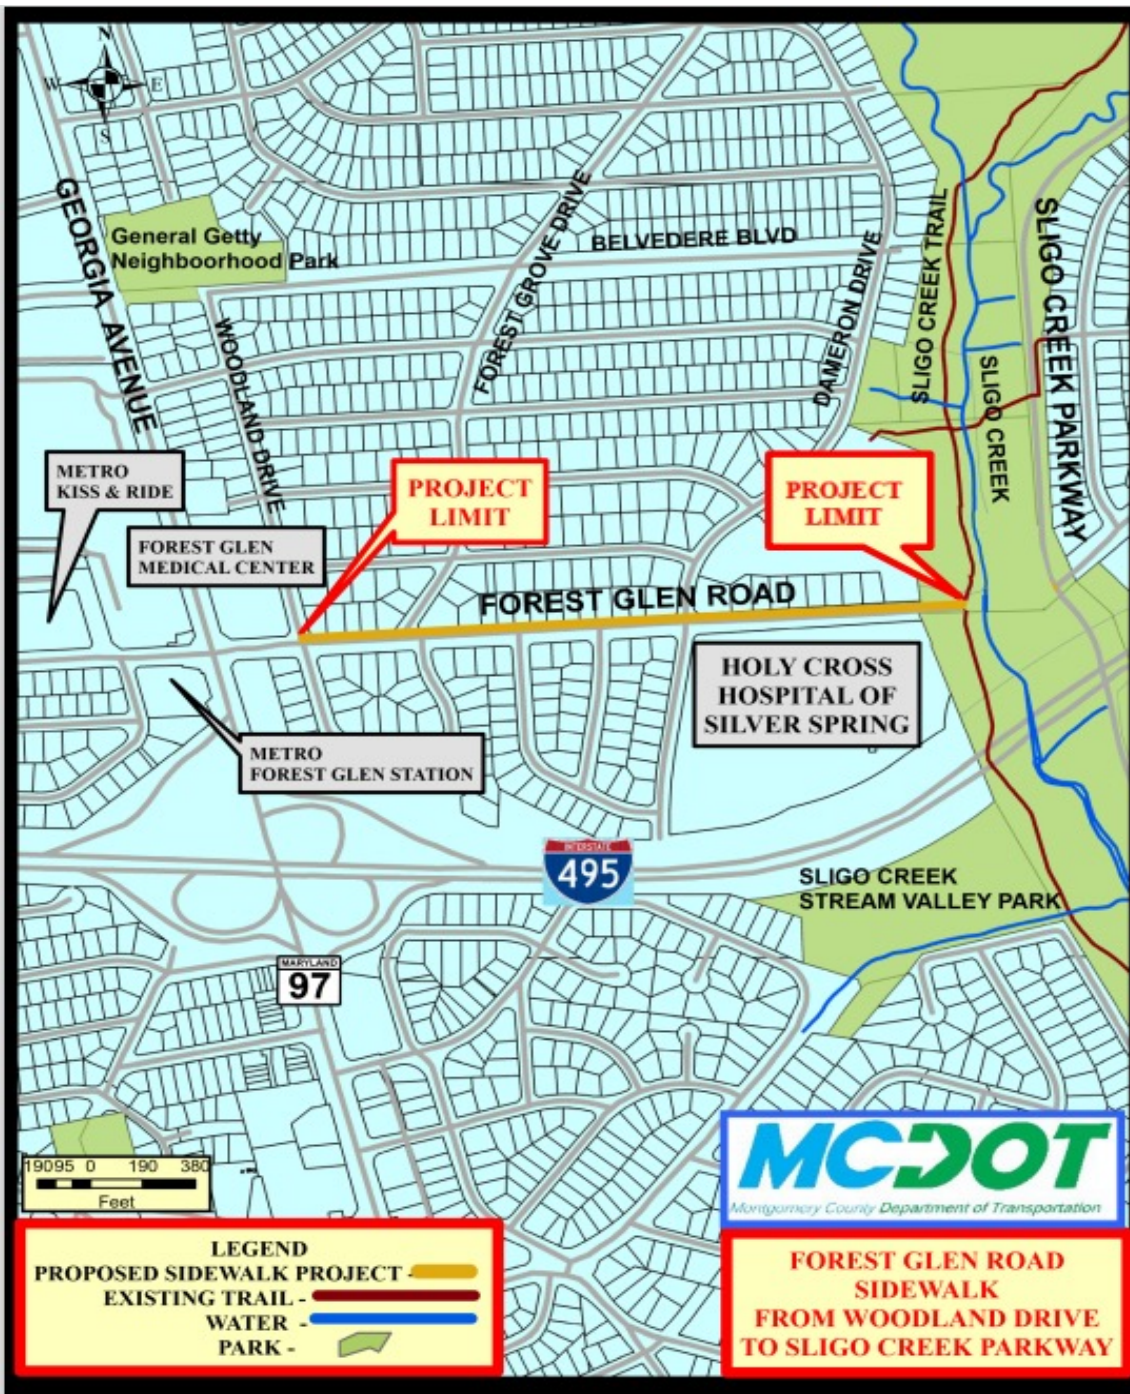 N
W E
S
GEORGIA AVENUE
General Getty
Neighboorhood Park
WOODLAND DRIVE
FOREST GROVE DRIVE
BELVEDERE BLVD
DAMERON DRIVE
SLIGO CREEK TRAIL
SLIGO CREEK
SLIGO CREEK PARKWAY
METRO
KISS & RIDE
FOREST GLEN
MEDICAL CENTER
PROJECT
LIMIT
PROJECT
LIMIT
FOREST GLEN ROAD
HOLY CROSS
HOSPITAL OF
SILVER SPRING
METRO
FOREST GLEN STATION
INTERSTATE
495
SLIGO CREEK
STREAM VALLEY PARK
MARYLAND
97
19095 0 190 380
Feet
LEGEND
PROPOSED SIDEWALK PROJECT -
EXISTING TRAIL -
WATER -
PARK -
MCDOT
Montgomery County Department of Transportation
FOREST GLEN ROAD
SIDEWALK
FROM WOODLAND DRIVE
TO SLIGO CREEK PARKWAY